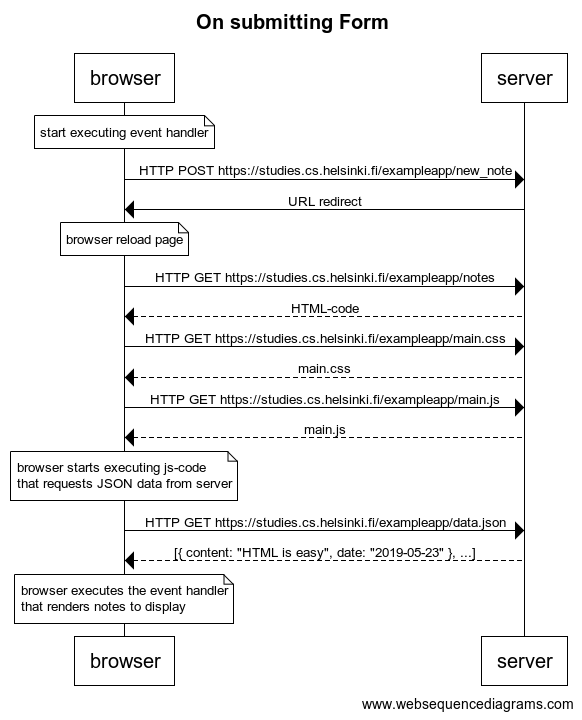 On submitting Form
browser
server
start executing event handler
HTTP POST https://studies.cs.helsinki.fi/exampleapp/new_note
URL redirect
browser reload page
HTTP GET https://studies.cs.helsinki.fi/exampleapp/notes
HTML-code
HTTP GET https://studies.cs.helsinki.fi/exampleapp/main.css
main.css
HTTP GET https://studies.cs.helsinki.fi/exampleapp/main.js
main.js
browser starts executing js-code
that requests JSON data from server
HTTP GET https://studies.cs.helsinki.fi/exampleapp/data.json
[{ content: "HTML is easy", date: "2019-05-23" }, ...]
browser executes the event handler
that renders notes to display
browser
server
www.websequencediagrams.com